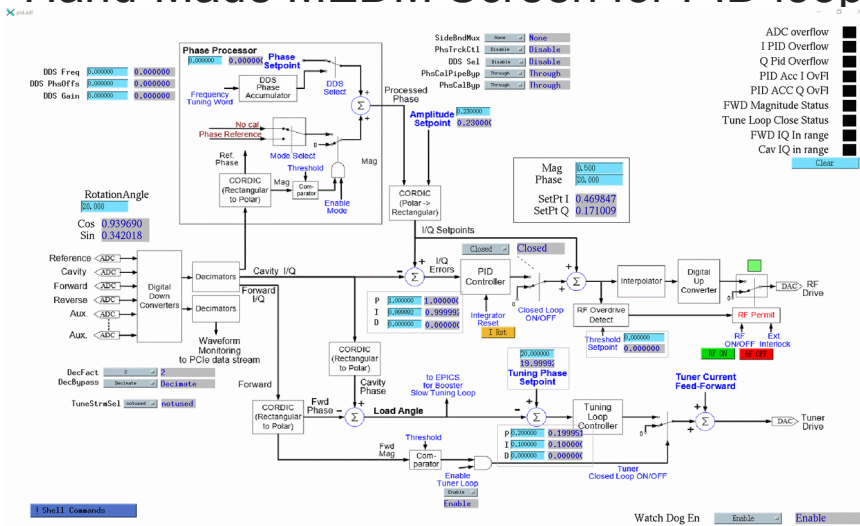 Hand-Made MEDM Screen for PID loop
pid.adl
DDS Freq 0.000000 0.000000
DDS PhsOffs 0.000000 0.000000
DDS Gain 0.000000 0.000000
Phase Processor
0.000000 0.000000
Phase
Setpoint
Frequency
Tuning Word
DDS
Phase
Accumulator
DDS
Select
Processed
Phase
No cal
Phase Reference
0
Mode Select
Mag
Ref.
Phase
Threshold
CORDIC
(Rectangular
to Polar)
Mag
Com-
parator
Enable
Mode
SideBndMux None None
PhsTrckCtl Disable Disable
DDS Sel Disable Disable
PhsCalPipeByp Through Through
PhsCalByp Through Through
Amplitude
Setpoint
0.230000
0.230000
CORDIC
(Polar ->
Rectangular)
I/Q Setpoints
ADC overflow
I PID Overflow
Q Pid Overflow
PID Acc I OvFl
PID ACC Q OvFl
FWD Magnitude Status
Tune Loop Close Status
FWD IQ In range
Cav IQ in range
Clear
Mag 0.500
Phase 20.000
SetPt I 0.469847
SetPt Q 0.171009
RotationAngle
20.000
Cos 0.939690
Sin 0.342018
Reference ADC
Cavity ADC
Forward ADC
Reverse ADC
Aux. ADC
Aux. ADC
Digital
Down
Converters
Decimators
Decimators
Cavity I/Q
Forward
I/Q
Waveform
Monitoring
to PCIe data stream
I/Q
Errors
Closed Closed
PID
Controller
0
Closed Loop
ON/OFF
Integrator
Reset
I Rst
P 1.000000 1.000000
I 0.999992 0.999992
D 0.000000 0.000000
Interpolator
Digital
Up
Converter
0
DAC RF
Drive
RF Overdrive
Detect
RF Permit
Threshold
Setpoint
0.000000
0.000000
RF
ON/OFF
Ext.
Interlock
RF ON RF OFF
DecFact 2 2
DecBypass Decimate Decimate
TuneStrmSel notused notused
CORDIC
(Rectangular
to Polar)
Cavity
Phase
Forward
CORDIC
(Rectangular
to Polar)
Fwd
Phase
Load Angle
to EPICS
for Booster
Slow Tuning Loop
20.000000
19.9999
Tuning Phase
Setpoint
P 0.200000 0.19995
I 0.100000 0.10000
D 0.000000 0.00000
Tuning
Loop
Controller
0
Tuner
Closed Loop ON/OFF
Tuner Current
Feed-Forward
DAC Tuner
Drive
Fwd
Mag
Threshold
Com-
parator
Enable
Tuner Loop
Enable
Enable
! Shell Commands
Watch Dog En Enable Enable